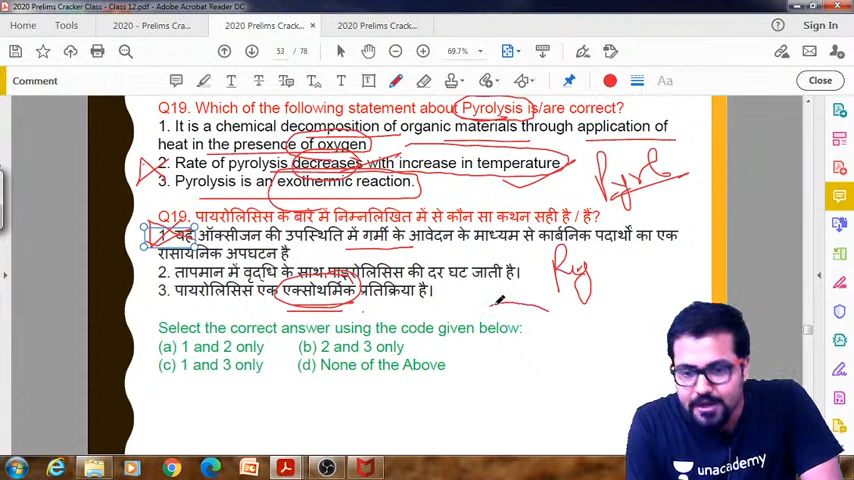 2020 Prelims Cracker Class - Class 12.pdf - Adobe Acrobat Reader DC
Home Tools 2020 - Prelims Crac... 2020 Prelims Crack... × 2020 Prelims Crack... Sign In
53 / 78 69.7%
Comment Close
Q19. Which of the following statement about Pyrolysis is/are correct?
1. It is a chemical decomposition of organic materials through application of
heat in the presence of oxygen
2. Rate of pyrolysis decreases with increase in temperature
3. Pyrolysis is an exothermic reaction.
Q19. पायरोलिसिस के बारे में निम्नलिखित में से कौन सा कथन सही है / हैं?
1. यह ऑक्सीजन की उपस्थिति में गर्मी के आवेदन के माध्यम से कार्बनिक पदार्थों का एक
रासायनिक अपघटन है
2. तापमान में वृद्धि के साथ पाइरोलिसिस की दर घट जाती है।
3. पायरोलिसिस एक एक्सोथर्मिक प्रतिक्रिया है।
Select the correct answer using the code given below:
(a) 1 and 2 only (b) 2 and 3 only
(c) 1 and 3 only (d) None of the Above
unacademy